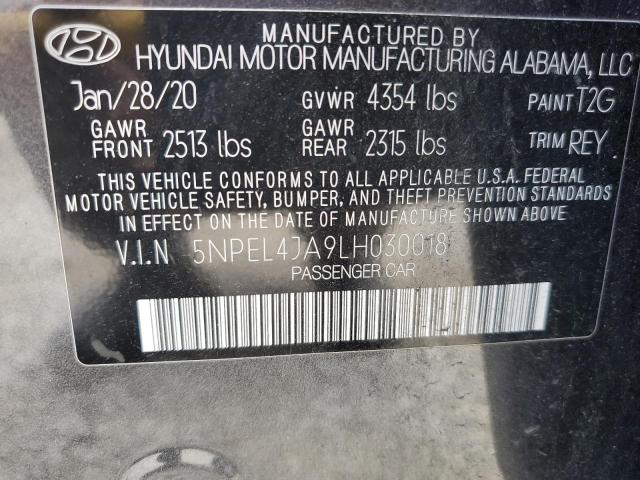 MANUFACTURED BY
HYUNDAI MOTOR MANUFACTURING ALABAMA, LLC
Jan/28/20 GVWR 4354 lbs PAINT T2G
GAWR FRONT 2513 lbs GAWR REAR 2315 lbs TRIM REY
THIS VEHICLE CONFORMS TO ALL APPLICABLE U.S.A. FEDERAL
MOTOR VEHICLE SAFETY, BUMPER, AND THEFT PREVENTION STANDARDS
IN EFFECT ON THE DATE OF MANUFACTURE SHOWN ABOVE
V.I.N 5NPEL4JA9LH030018
PASSENGER CAR